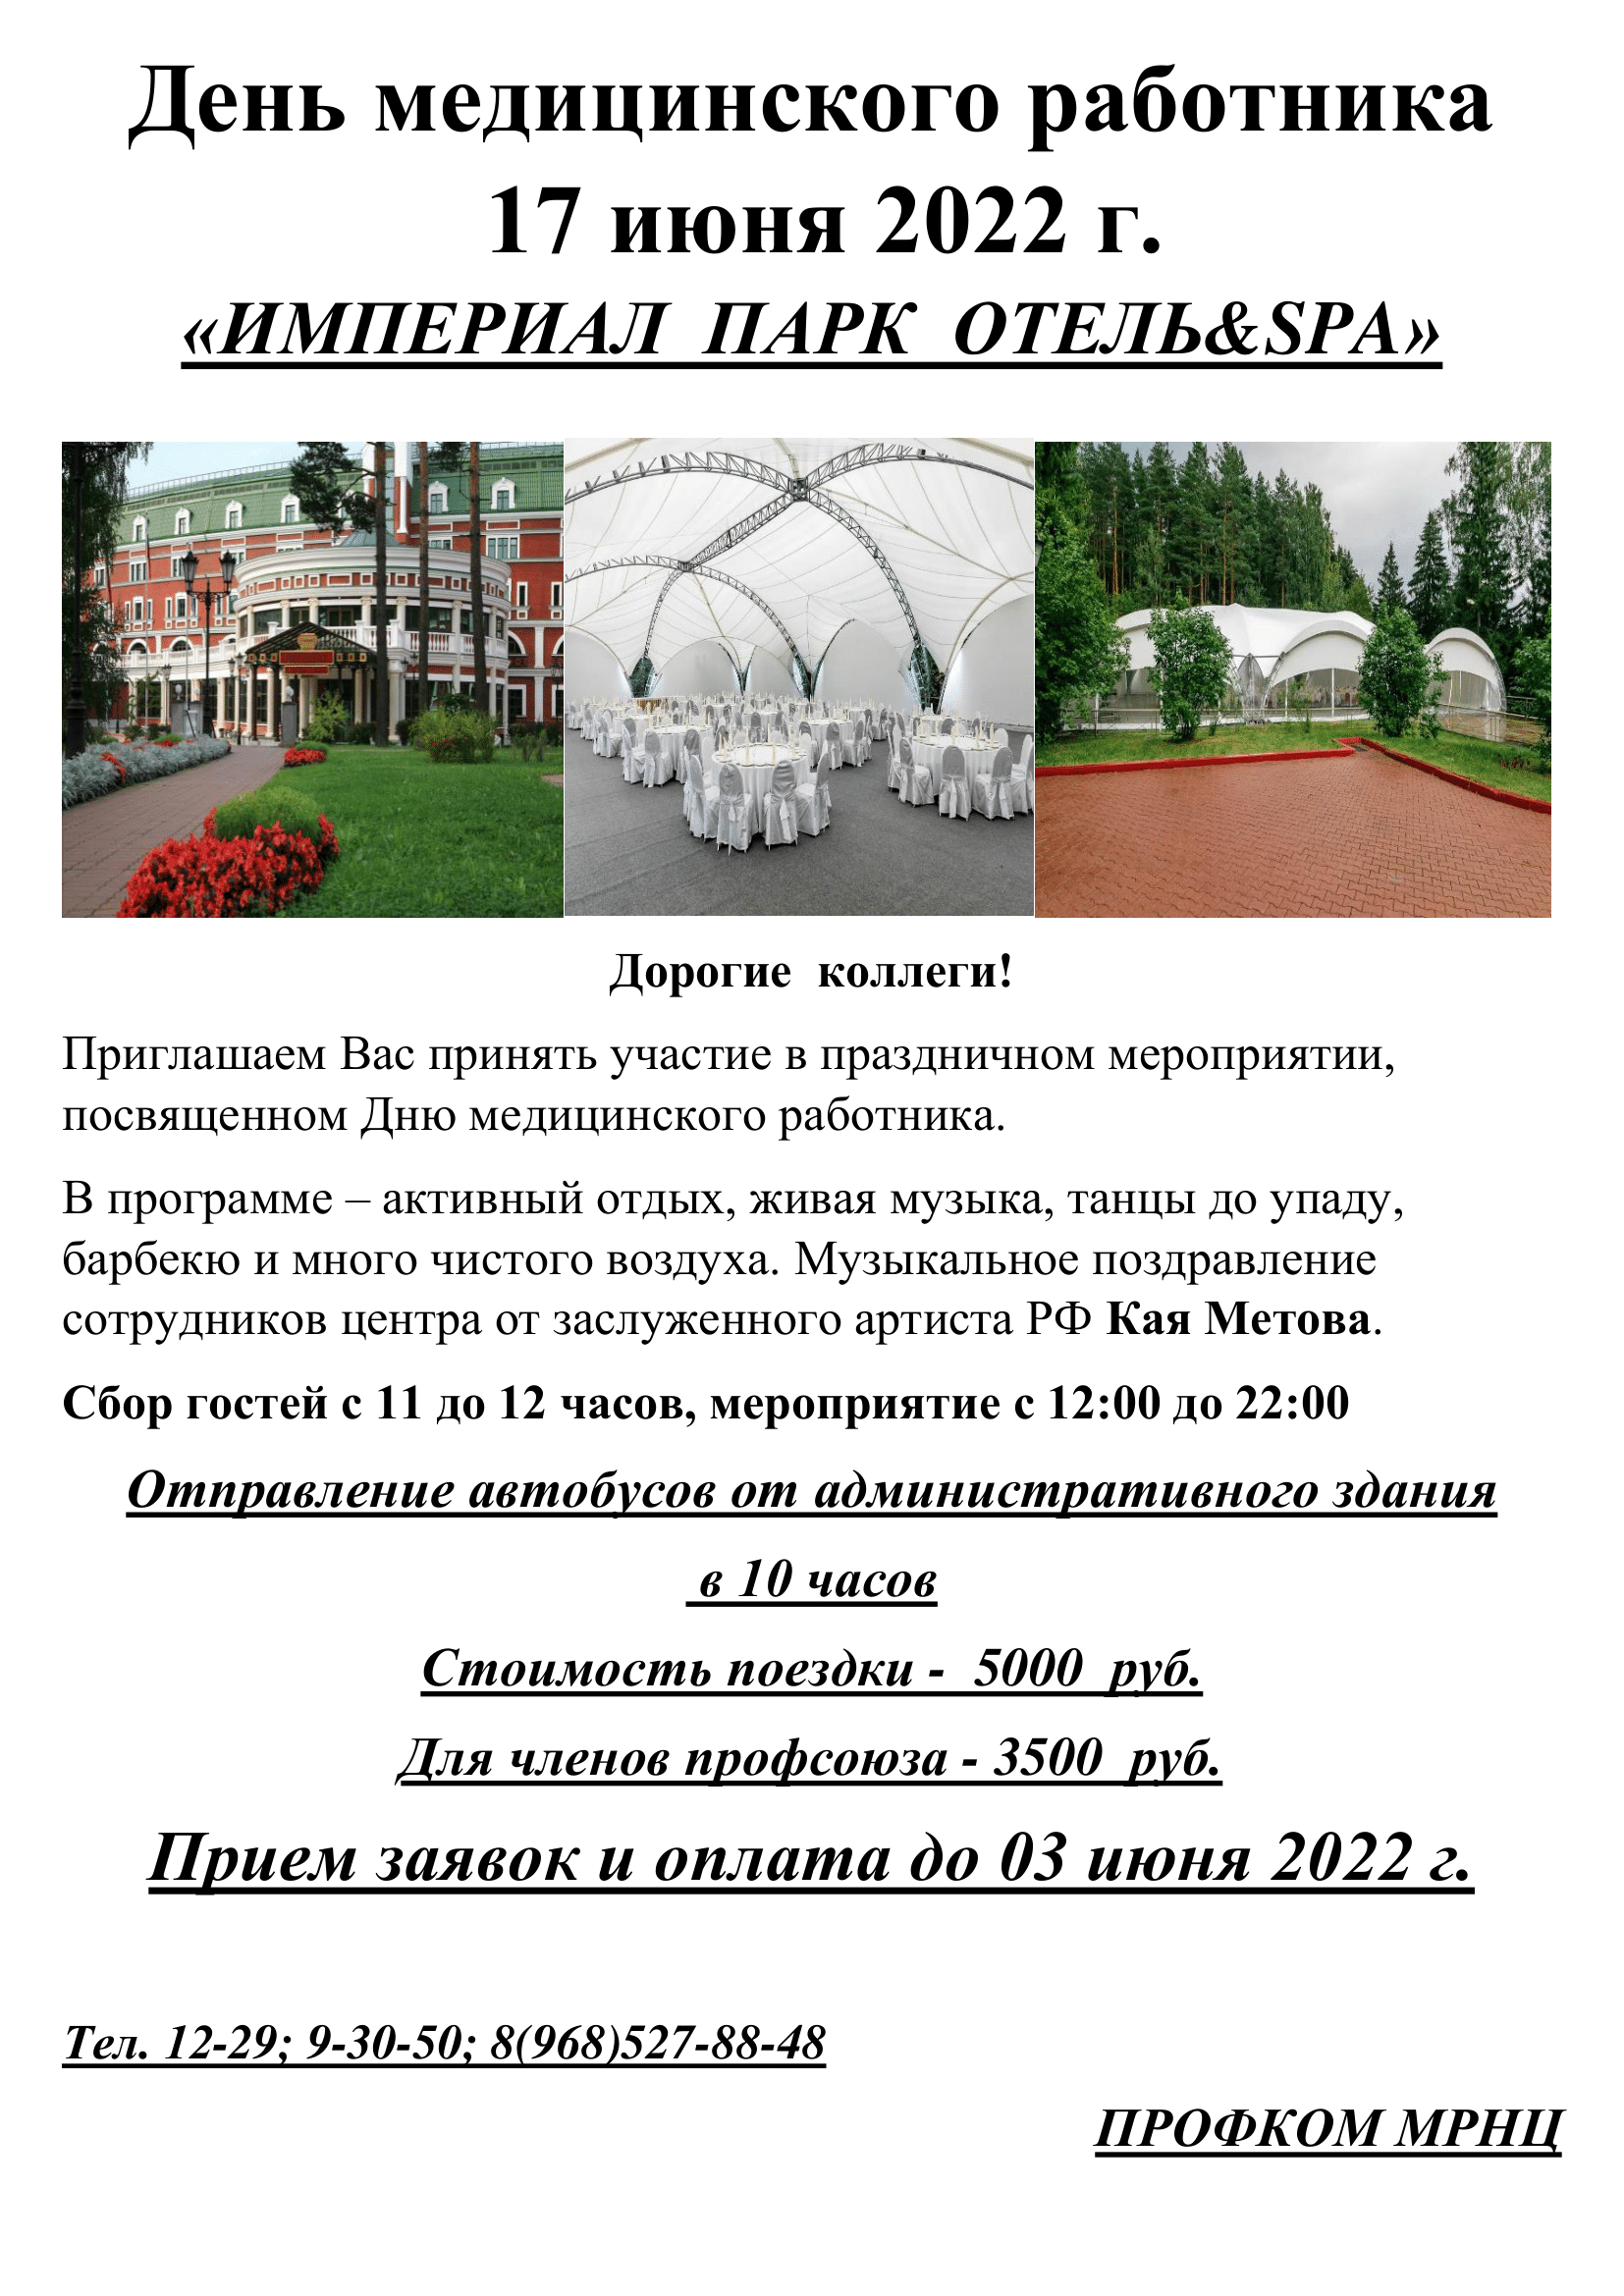 День медицинского работника
17 июня 2022 г.
«ИМПЕРИАЛ ПАРК ОТЕЛЬ&SPA»
Дорогие коллеги!
Приглашаем Вас принять участие в праздничном мероприятии,
посвященном Дню медицинского работника.
В программе – активный отдых, живая музыка, танцы до упаду,
барбекю и много чистого воздуха. Музыкальное поздравление
сотрудников центра от заслуженного артиста РФ Кая Метова.
Сбор гостей с 11 до 12 часов, мероприятие с 12:00 до 22:00
Отправление автобусов от административного здания
в 10 часов
Стоимость поездки - 5000 руб.
Для членов профсоюза - 3500 руб.
Прием заявок и оплата до 03 июня 2022 г.
Тел. 12-29; 9-30-50; 8(968)527-88-48
ПРОФКОМ МРНЦ